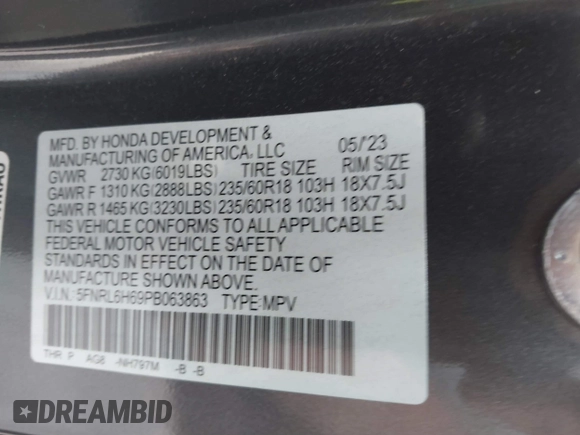 MFD. BY HONDA DEVELOPMENT &
MANUFACTURING OF AMERICA, LLC 05/'23
GVWR 2730 KG(6019LBS) TIRE SIZE RIM SIZE
GAWR F 1310 KG(2888LBS) 235/60R18 103H 18X7.5J
GAWR R 1465 KG(3230LBS) 235/60R18 103H 18X7.5J
THIS VEHICLE CONFORMS TO ALL APPLICABLE
FEDERAL MOTOR VEHICLE SAFETY
STANDARDS IN EFFECT ON THE DATE OF
MANUFACTURE SHOWN ABOVE.
V.I.N.: 5FNRL6H69PB063863 TYPE:MPV
THR P AG8 -NH797M -B -B
DREAMBID